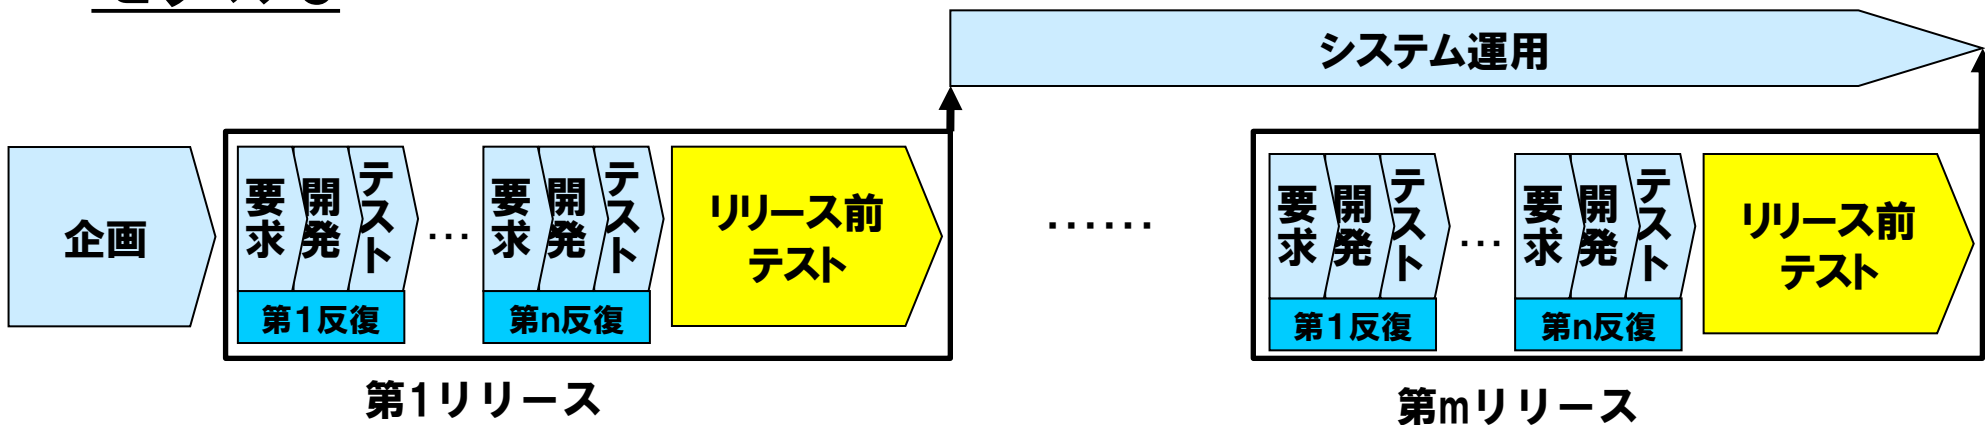 システム運用
企画
要求
開発
テスト
…
要求
開発
テスト
リリース前
テスト
第1反復
第n反復
第1リリース
……
要求
開発
テスト
…
要求
開発
テスト
リリース前
テスト
第1反復
第n反復
第mリリース